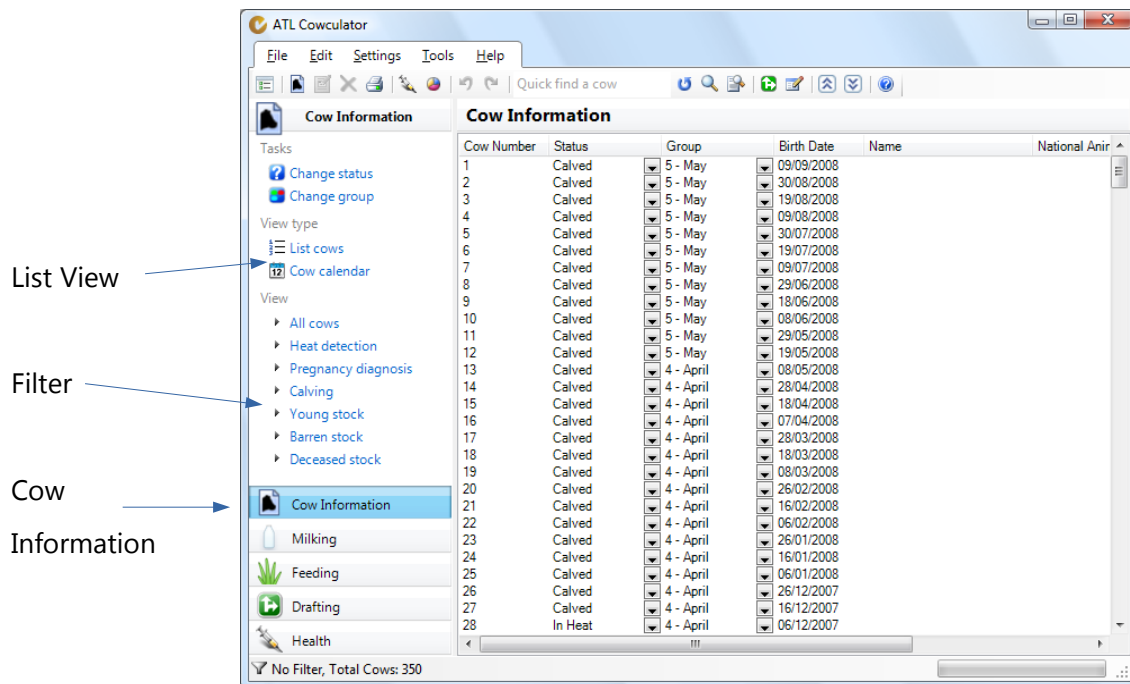 ATL Cowculator
File Edit Settings Tools Help
Quick find a cow
Cow Information
Tasks
Change status
Change group
View type
List cows
Cow calendar
12
View
All cows
Heat detection
Pregnancy diagnosis
Calving
Young stock
Barren stock
Deceased stock
Cow Information
Milking
Feeding
Drafting
Health
List View
Filter
Cow
Information
Cow Information
Cow Number Status Group Birth Date Name National Anir
1 Calved 5 - May 09/09/2008
2 Calved 5 - May 30/08/2008
3 Calved 5 - May 19/08/2008
4 Calved 5 - May 09/08/2008
5 Calved 5 - May 30/07/2008
6 Calved 5 - May 19/07/2008
7 Calved 5 - May 09/07/2008
8 Calved 5 - May 29/06/2008
9 Calved 5 - May 18/06/2008
10 Calved 5 - May 08/06/2008
11 Calved 5 - May 29/05/2008
12 Calved 5 - May 19/05/2008
13 Calved 4 - April 08/05/2008
14 Calved 4 - April 28/04/2008
15 Calved 4 - April 18/04/2008
16 Calved 4 - April 07/04/2008
17 Calved 4 - April 28/03/2008
18 Calved 4 - April 18/03/2008
19 Calved 4 - April 08/03/2008
20 Calved 4 - April 26/02/2008
21 Calved 4 - April 16/02/2008
22 Calved 4 - April 06/02/2008
23 Calved 4 - April 26/01/2008
24 Calved 4 - April 16/01/2008
25 Calved 4 - April 06/01/2008
26 Calved 4 - April 26/12/2007
27 Calved 4 - April 16/12/2007
28 In Heat 4 - April 06/12/2007
No Filter, Total Cows: 350